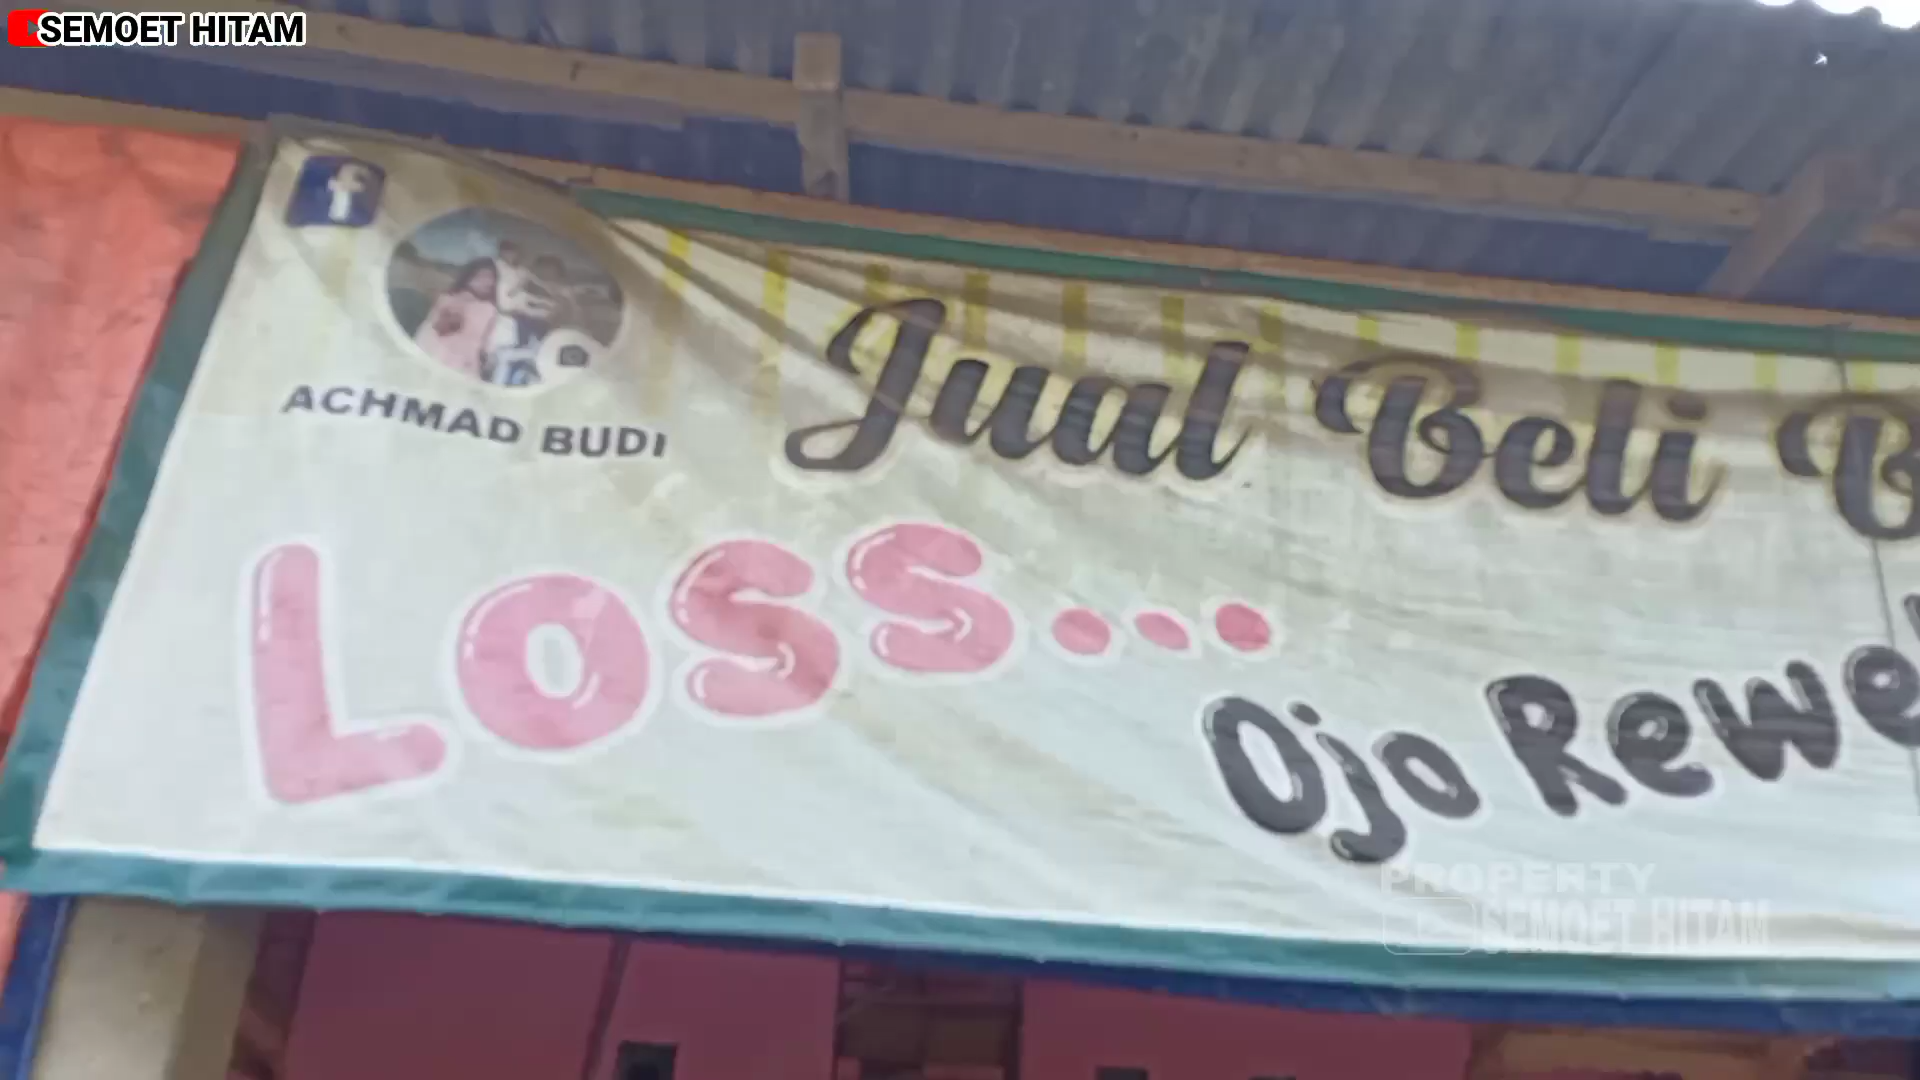 SEMOET HITAM
f
ACHMAD BUDI
Jual Beli B
Loss...
Ojo Rewe
PROPERTY
SEMOET HITAM